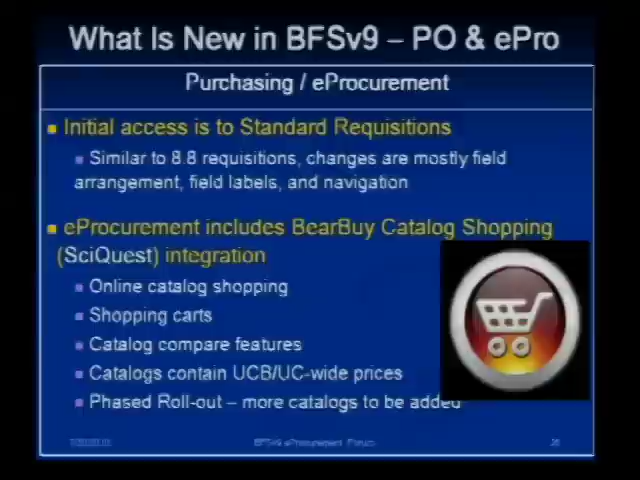 What Is New in BFSv9 – PO & ePro
Purchasing / eProcurement
Initial access is to Standard Requisitions
Similar to 8.8 requisitions, changes are mostly field
arrangement, field labels, and navigation
eProcurement includes BearBuy Catalog Shopping
(SciQuest) integration
Online catalog shopping
Shopping carts
Catalog compare features
Catalogs contain UCB/UC-wide prices
Phased Roll-out – more catalogs to be added
BFSv9 eProcurement Forum